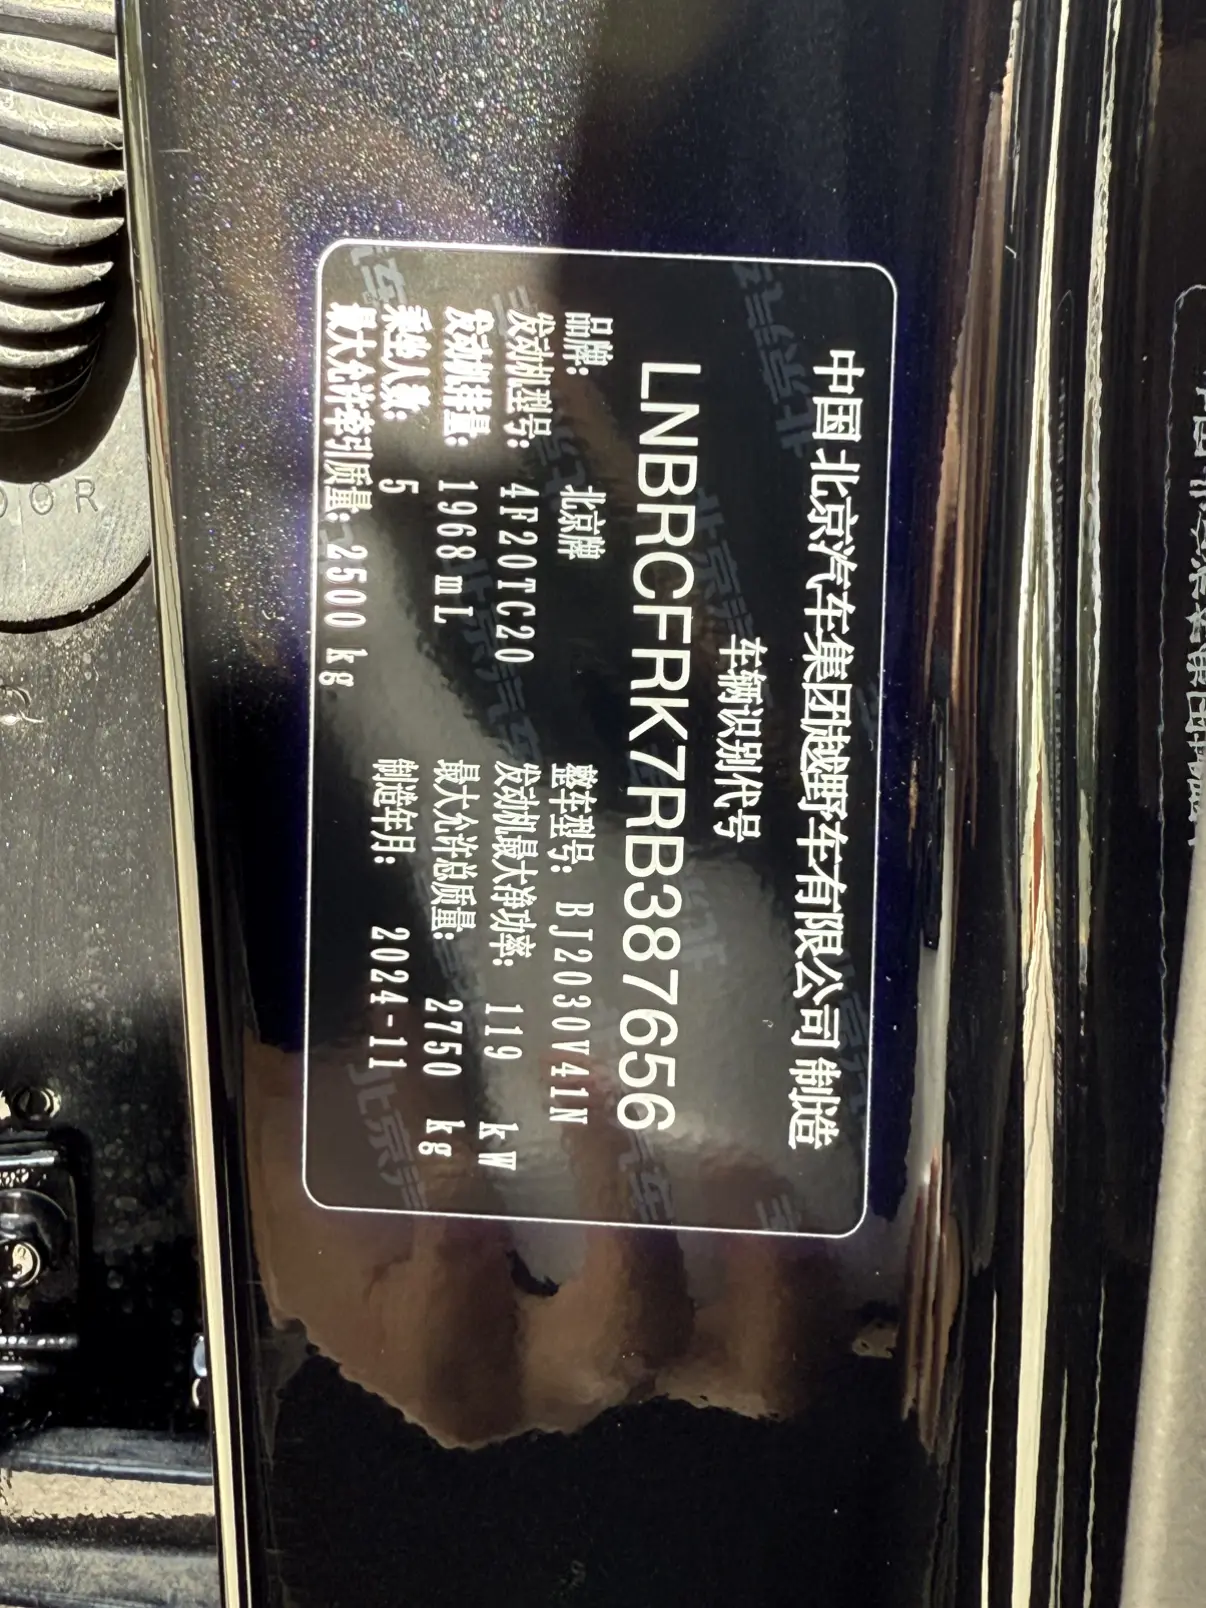 中国 北京汽车集团越野车有限公司 制造
车辆识别代号
LNBRCFRK7RB387656
品牌: 北京牌 整车型号: BJ2030V41N
发动机型号: 4F20TC20 发动机最大净功率: 119 kW
发动机排量: 1968 mL 最大允许总质量: 2750 kg
乘坐人数: 5 制造年月: 2024-11
最大允许牵引质量: 2500 kg
OOR